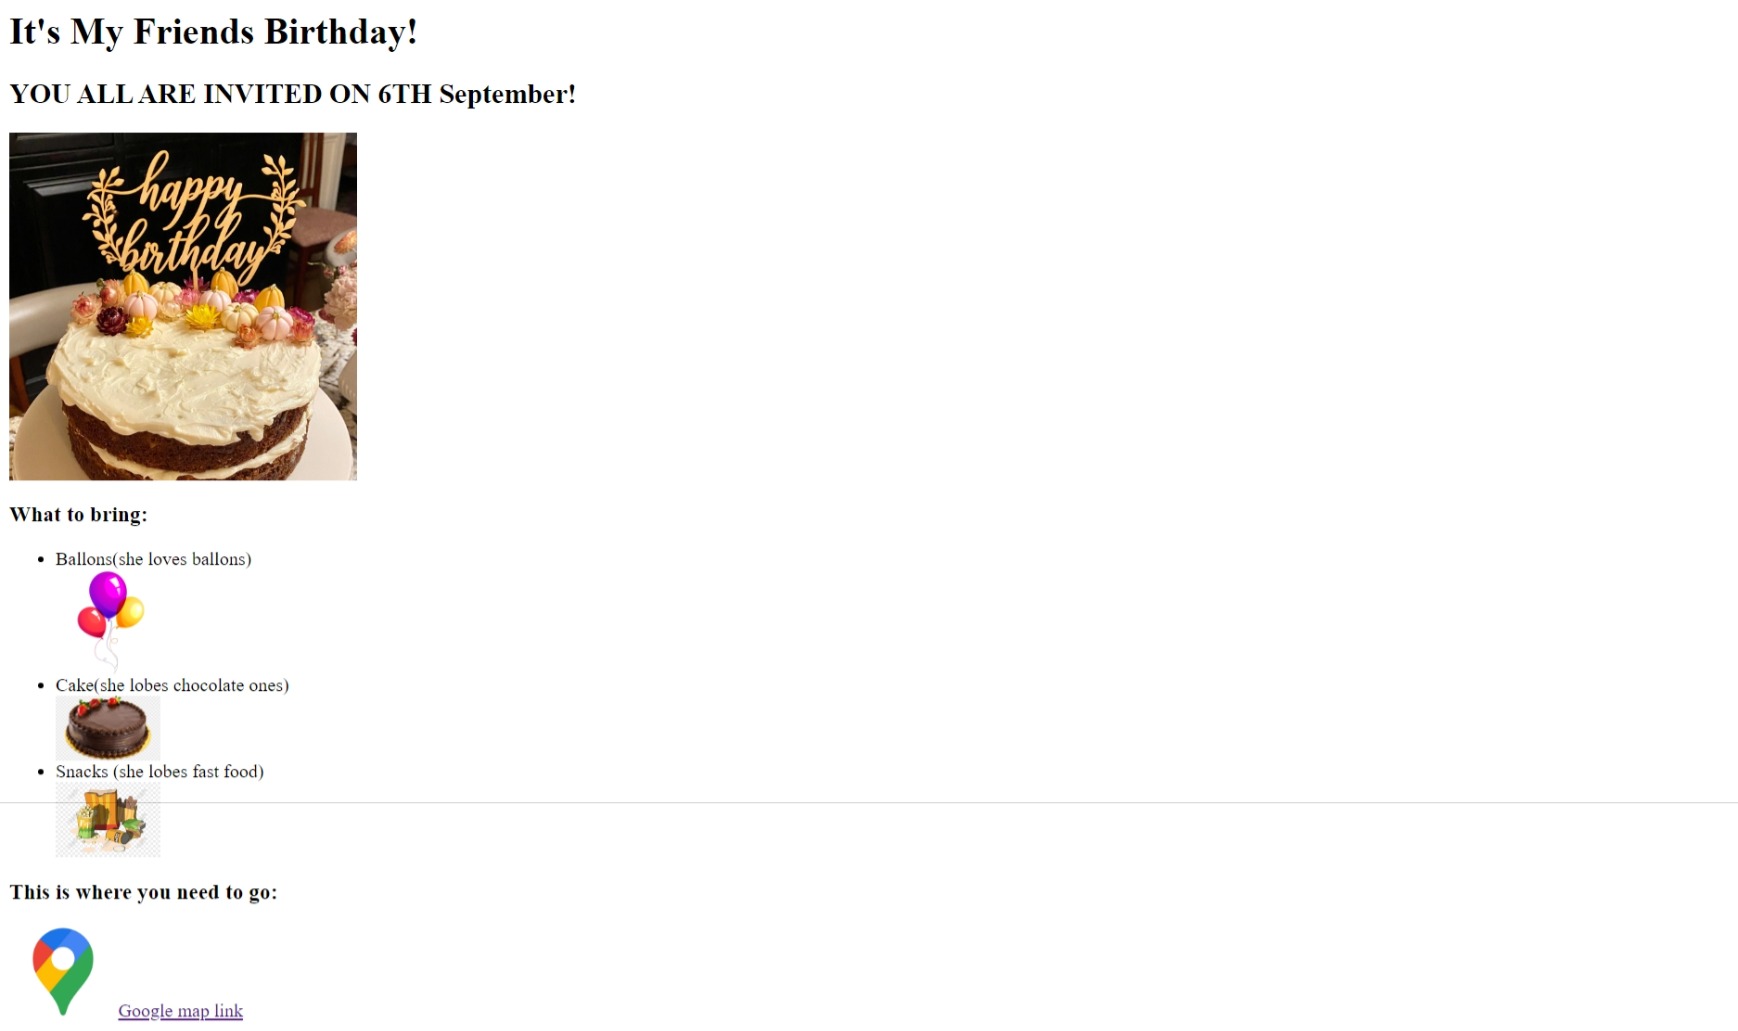 It's My Friends Birthday!
YOU ALL ARE INVITED ON 6TH September!
happy
birthday
What to bring:
Ballons(she loves ballons)
Cake(she lobes chocolate ones)
Snacks (she lobes fast food)
This is where you need to go:
Google map link